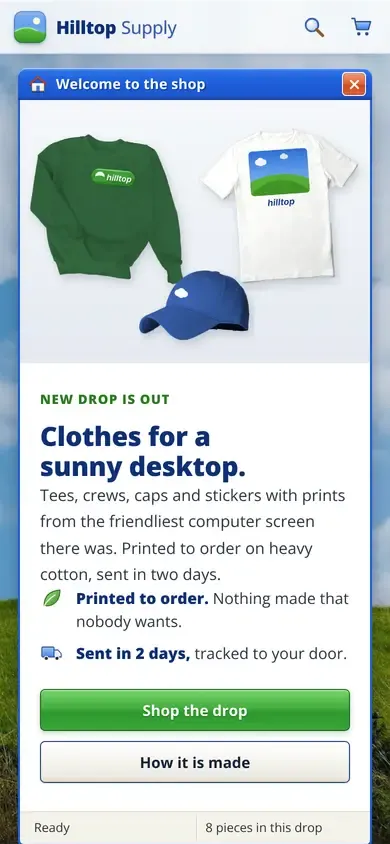 Hilltop Supply
Welcome to the shop
hilltop
hilltop
NEW DROP IS OUT
Clothes for a
sunny desktop.
Tees, crews, caps and stickers with prints
from the friendliest computer screen
there was. Printed to order on heavy
cotton, sent in two days.
Printed to order. Nothing made that
nobody wants.
Sent in 2 days, tracked to your door.
Shop the drop
How it is made
Ready
8 pieces in this drop